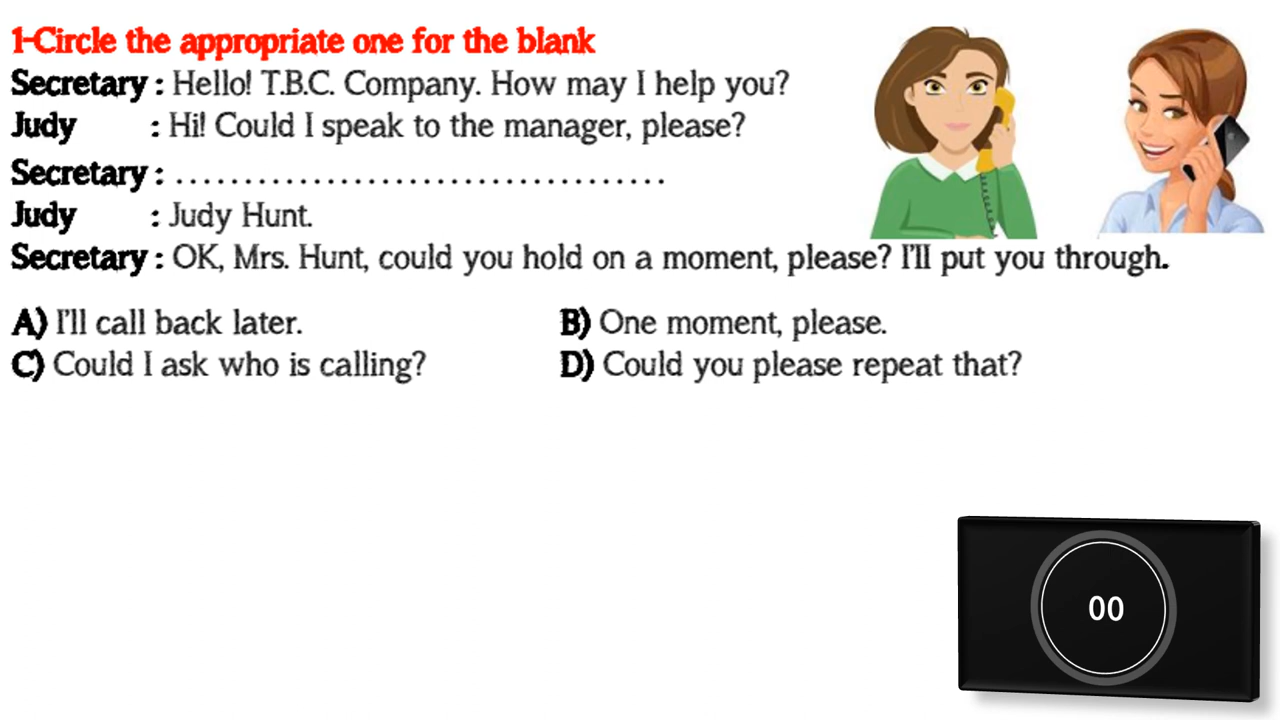 1-Circle the appropriate one for the blank
Secretary : Hello! T.B.C. Company. How may I help you?
Judy : Hi! Could I speak to the manager, please?
Secretary : ....................................
Judy : Judy Hunt.
Secretary : OK, Mrs. Hunt, could you hold on a moment, please? I'll put you through.
A) I'll call back later. B) One moment, please.
C) Could I ask who is calling? D) Could you please repeat that?
00